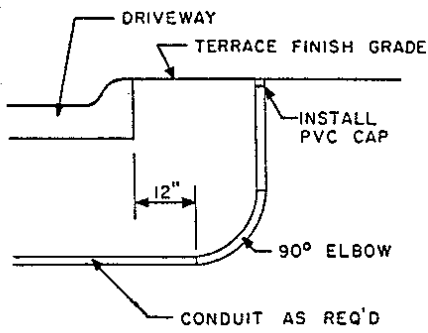 DRIVEWAY
TERRACE FINISH GRADE
INSTALL
PVC CAP
12"
90° ELBOW
CONDUIT AS REQ'D